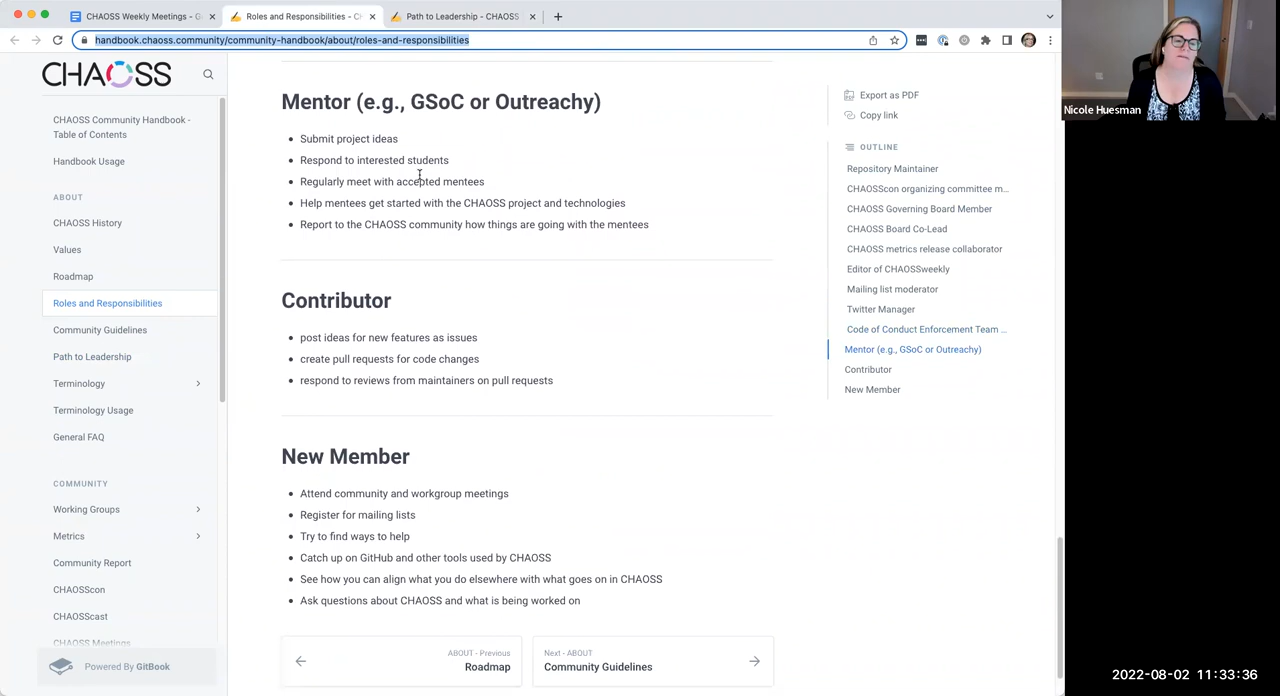 CHAOSS Weekly Meetings - G
Roles and Responsibilities - C
Path to Leadership - CHAOSS
handbook.chaoss.community/community-handbook/about/roles-and-responsibilities
CHAOSS
CHAOSS Community Handbook -
Table of Contents
Handbook Usage
ABOUT
CHAOSS History
Values
Roadmap
Roles and Responsibilities
Community Guidelines
Path to Leadership
Terminology
Terminology Usage
General FAQ
COMMUNITY
Working Groups
Metrics
Community Report
CHAOSScon
CHAOSScast
CHAOSS Meetings
Powered By GitBook
Mentor (e.g., GSoC or Outreachy)
• Submit project ideas
• Respond to interested students
• Regularly meet with accepted mentees
• Help mentees get started with the CHAOSS project and technologies
• Report to the CHAOSS community how things are going with the mentees
Contributor
• post ideas for new features as issues
• create pull requests for code changes
• respond to reviews from maintainers on pull requests
New Member
• Attend community and workgroup meetings
• Register for mailing lists
• Try to find ways to help
• Catch up on GitHub and other tools used by CHAOSS
• See how you can align what you do elsewhere with what goes on in CHAOSS
• Ask questions about CHAOSS and what is being worked on
ABOUT - Previous
Roadmap
Next - ABOUT
Community Guidelines
Export as PDF
Copy link
OUTLINE
Repository Maintainer
CHAOSScon organizing committee m…
CHAOSS Governing Board Member
CHAOSS Board Co-Lead
CHAOSS metrics release collaborator
Editor of CHAOSSweekly
Mailing list moderator
Twitter Manager
Code of Conduct Enforcement Team …
Mentor (e.g., GSoC or Outreachy)
Contributor
New Member
Nicole Huesman
2022-08-02 11:33:36